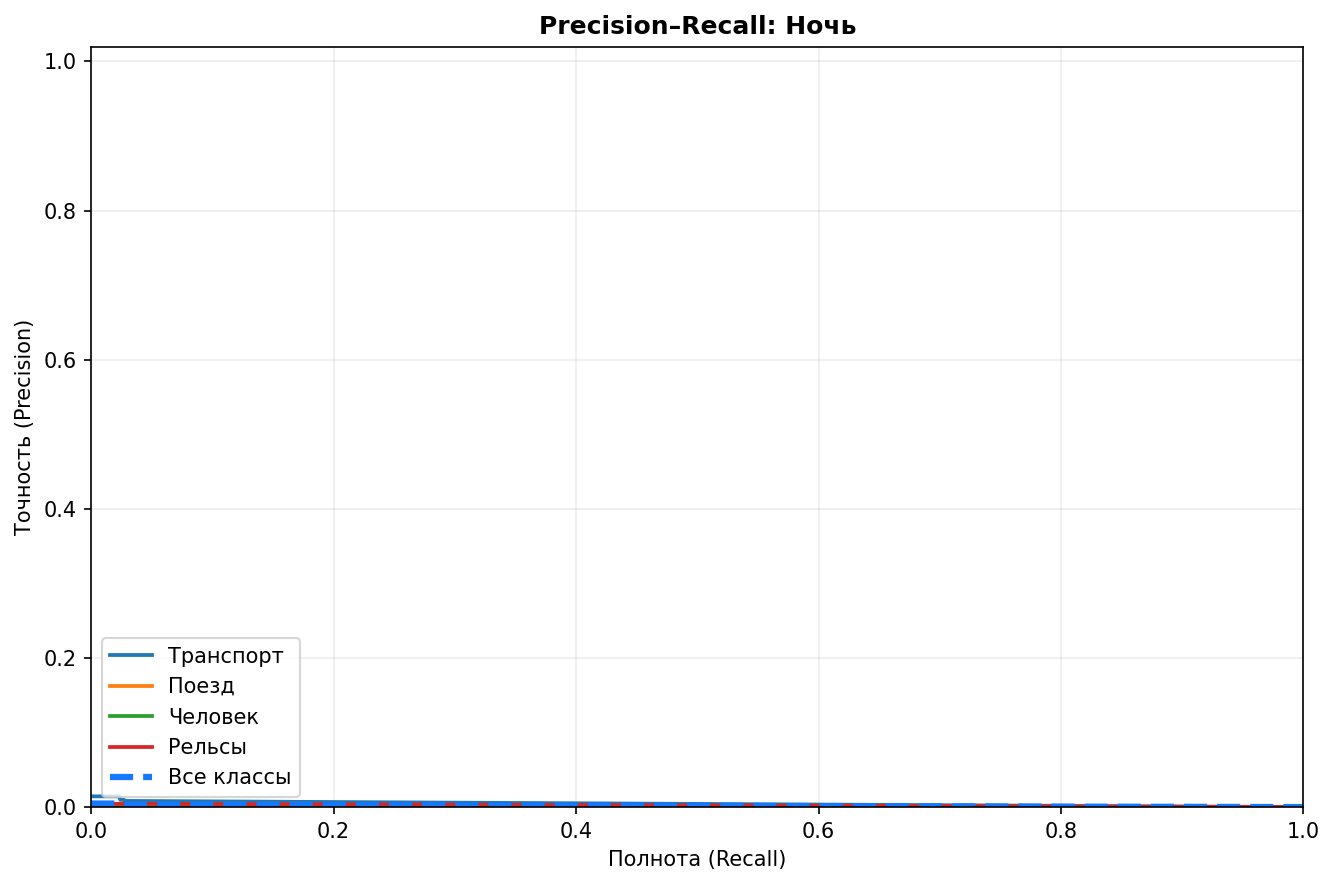 Precision–Recall: Ночь
Точность (Precision)
1.0
0.8
0.6
0.4
0.2
0.0
Транспорт
Поезд
Человек
Рельсы
Все классы
0.0 0.2 0.4 0.6 0.8 1.0
Полнота (Recall)